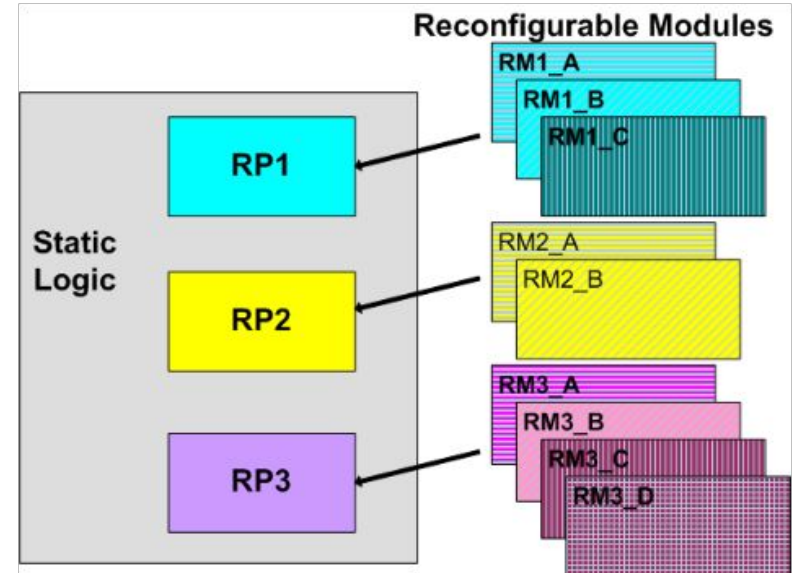 Reconfigurable Modules
RM1_A
RM1_B
RM1_C
RP1
Static
Logic
RM2_A
RM2_B
RP2
RM3_A
RM3_B
RM3_C
RM3_D
RP3